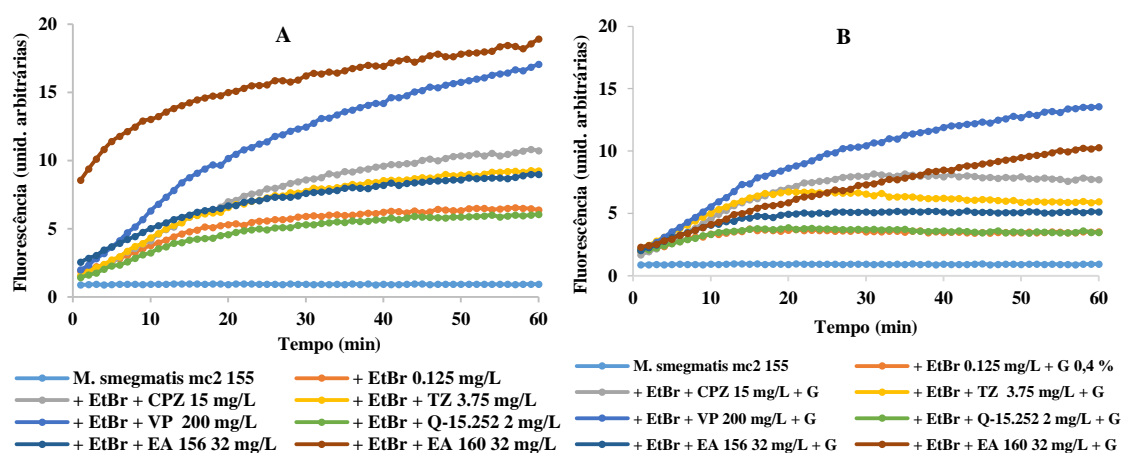 A
B
Fluorescência (unid. arbitrárias)
20
15
10
5
0
0 10 20 30 40 50 60
Tempo (min)
Fluorescência (unid. arbitrárias)
20
15
10
5
0
0 10 20 30 40 50 60
Tempo (min)
M. smegmatis mc2 155
+ EtBr 0.125 mg/L
+ EtBr + CPZ 15 mg/L
+ EtBr + TZ 3.75 mg/L
+ EtBr + VP 200 mg/L
+ EtBr + Q-15.252 2 mg/L
+ EtBr + EA 156 32 mg/L
+ EtBr + EA 160 32 mg/L
M. smegmatis mc2 155
+ EtBr 0.125 mg/L + G 0,4 %
+ EtBr + CPZ 15 mg/L + G
+ EtBr + TZ 3.75 mg/L + G
+ EtBr + VP 200 mg/L + G
+ EtBr + Q-15.252 2 mg/L + G
+ EtBr + EA 156 32 mg/L + G
+ EtBr + EA 160 32 mg/L + G